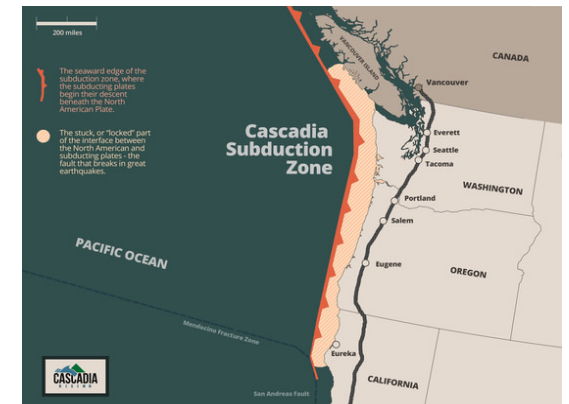 200 miles
The seaward edge of the
subduction zone, where
the subducting plates
begin their descent
beneath the North
American Plate.
The stuck, or "locked" part
of the interface between
the North American and
subducting plates - the
fault that breaks in great
earthquakes.
Cascadia
Subduction
Zone
PACIFIC OCEAN
Mendocino Fracture Zone
San Andreas Fault
VANCOUVER ISLAND
CANADA
Vancouver
Everett
Seattle
Tacoma
WASHINGTON
Portland
Salem
OREGON
Eugene
Eureka
CALIFORNIA
CASCADIA
RISING